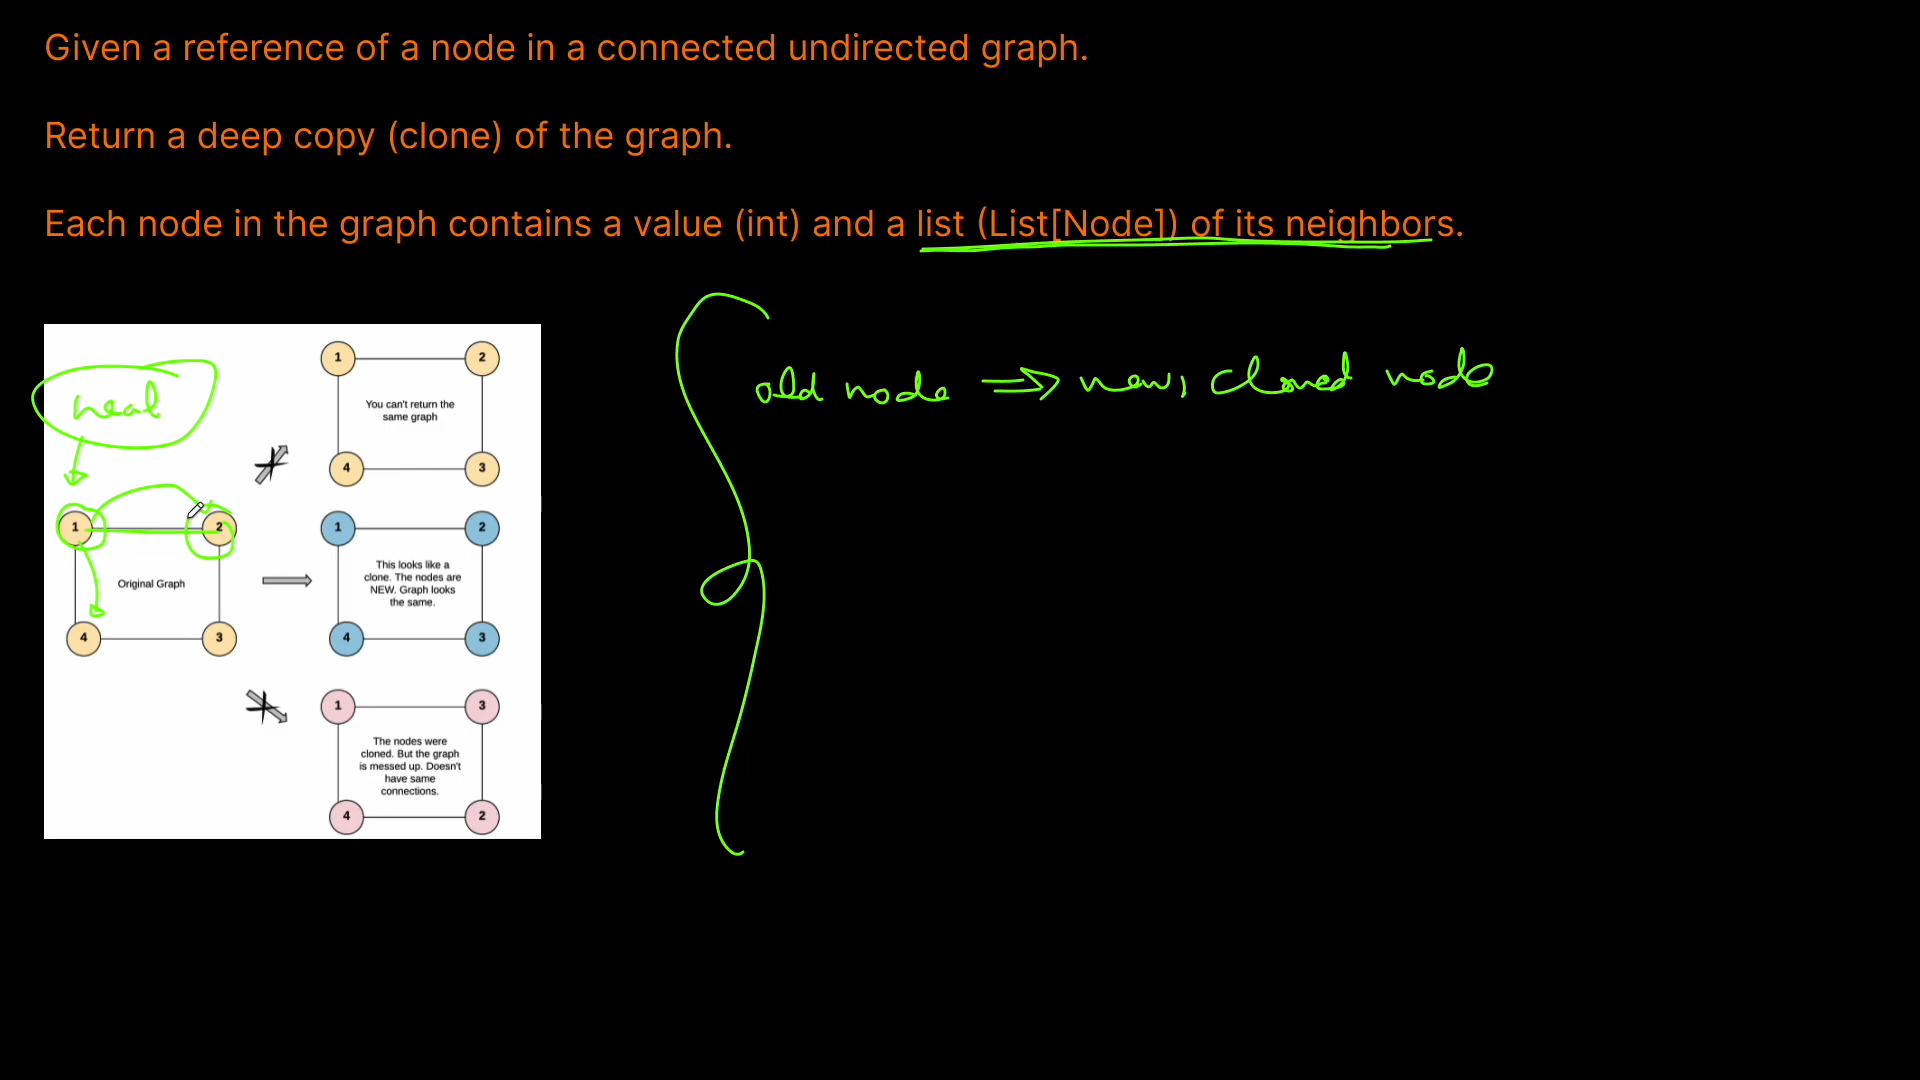 Given a reference of a node in a connected undirected graph.
Return a deep copy (clone) of the graph.
Each node in the graph contains a value (int) and a list (List[Node]) of its neighbors.
old node => new, cloned node
1 2
You can't return the
same graph
4 3
1 2
Original Graph
4 3
1 2
This looks like a
clone. The nodes are
NEW. Graph looks
the same.
4 3
1 3
The nodes were
cloned. But the graph
is messed up. Doesn't
have same
connections.
4 2